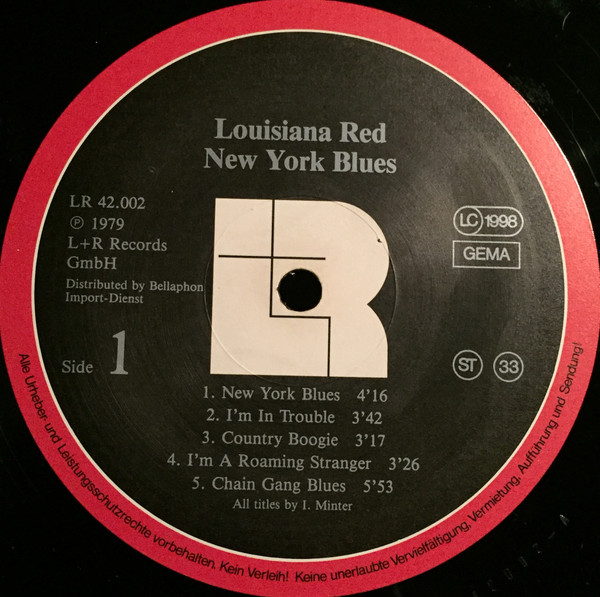 Louisiana Red
New York Blues
LR 42.002
℗ 1979
L+R Records
GmbH
Distributed by Bellaphon
Import-Dienst
LC 1998
GEMA
Side 1
ST 33
1. New York Blues 4'16
2. I'm In Trouble 3'42
3. Country Boogie 3'17
4. I'm A Roaming Stranger 3'26
5. Chain Gang Blues 5'53
All titles by I. Minter
Alle Urheber- und Leistungsschutzrechte vorbehalten. Kein Verleih! Keine unerlaubte Vervielfältigung, Vermietung, Aufführung und Sendung!